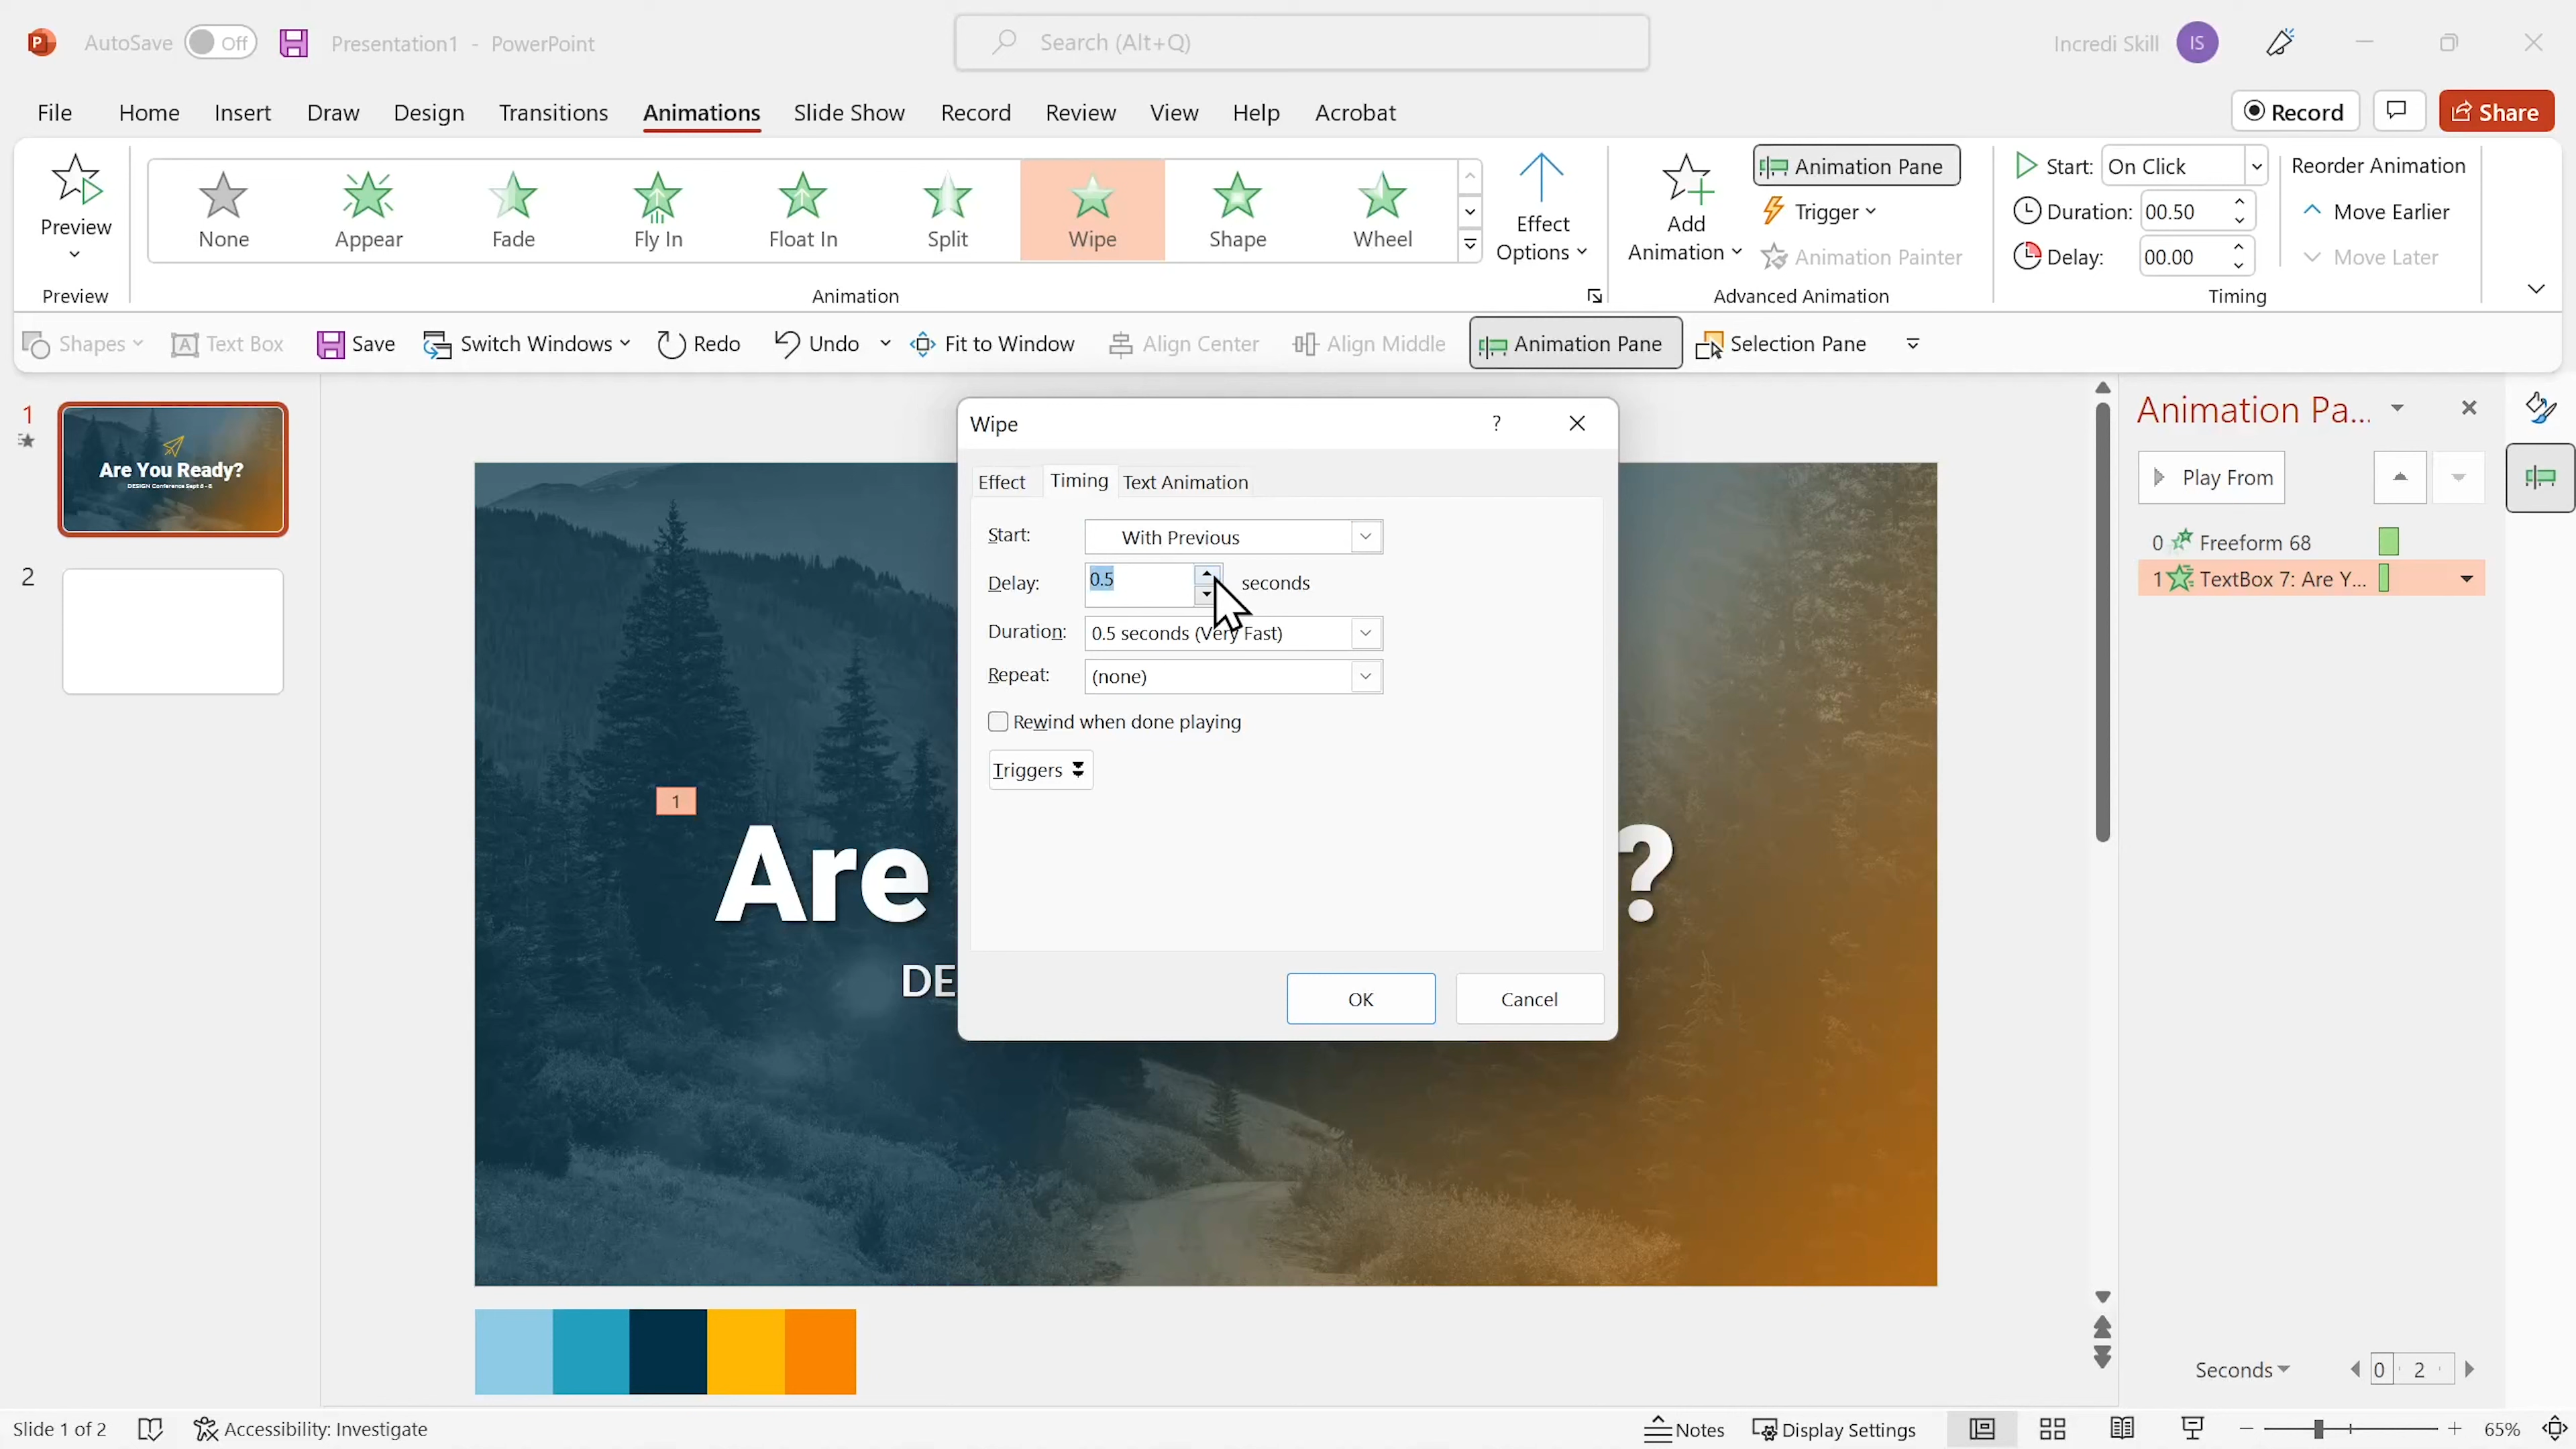 AutoSave Off Presentation1 - PowerPoint Search (Alt+Q) Incredi Skill IS
File Home Insert Draw Design Transitions Animations Slide Show Record Review View Help Acrobat Record Share
Preview
None Appear Fade Fly In Float In Split Wipe Shape Wheel
Effect Options
Add Animation
Animation Pane
Trigger
Animation Painter
Start: On Click
Duration: 00.50
Delay: 00.00
Reorder Animation
Move Earlier
Move Later
Preview Animation Advanced Animation Timing
Shapes Text Box Save Switch Windows Redo Undo Fit to Window Align Center Align Middle Animation Pane Selection Pane
1
Are You Ready?
DESIGN Conference Sept 6 - 8
2
Wipe ?
Effect Timing Text Animation
Start: With Previous
Delay: 0.5 seconds
Duration: 0.5 seconds (Very Fast)
Repeat: (none)
Rewind when done playing
Triggers
OK Cancel
1
Are ?
DE
Animation Pa...
Play From
0 Freeform 68
1 TextBox 7: Are Y...
Seconds 0 2
Slide 1 of 2 Accessibility: Investigate Notes Display Settings 65%